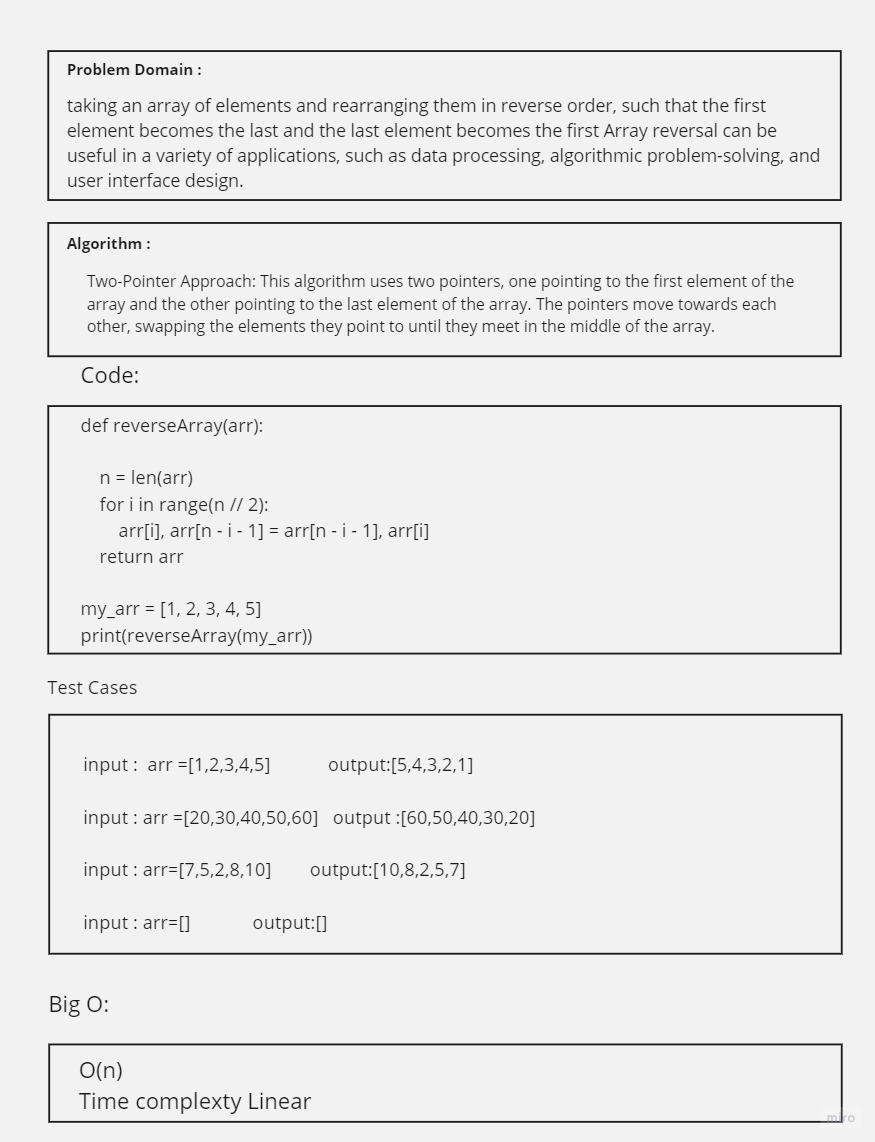 Problem Domain :
taking an array of elements and rearranging them in reverse order, such that the first
element becomes the last and the last element becomes the first Array reversal can be
useful in a variety of applications, such as data processing, algorithmic problem-solving, and
user interface design.
Algorithm :
Two-Pointer Approach: This algorithm uses two pointers, one pointing to the first element of the
array and the other pointing to the last element of the array. The pointers move towards each
other, swapping the elements they point to until they meet in the middle of the array.
Code:
def reverseArray(arr):
n = len(arr)
for i in range(n // 2):
arr[i], arr[n - i - 1] = arr[n - i - 1], arr[i]
return arr
my_arr = [1, 2, 3, 4, 5]
print(reverseArray(my_arr))
Test Cases
input :  arr =[1,2,3,4,5] output:[5,4,3,2,1]
input : arr =[20,30,40,50,60] output :[60,50,40,30,20]
input : arr=[7,5,2,8,10] output:[10,8,2,5,7]
input : arr=[] output:[]
Big O:
O(n)
Time complexty Linear
miro